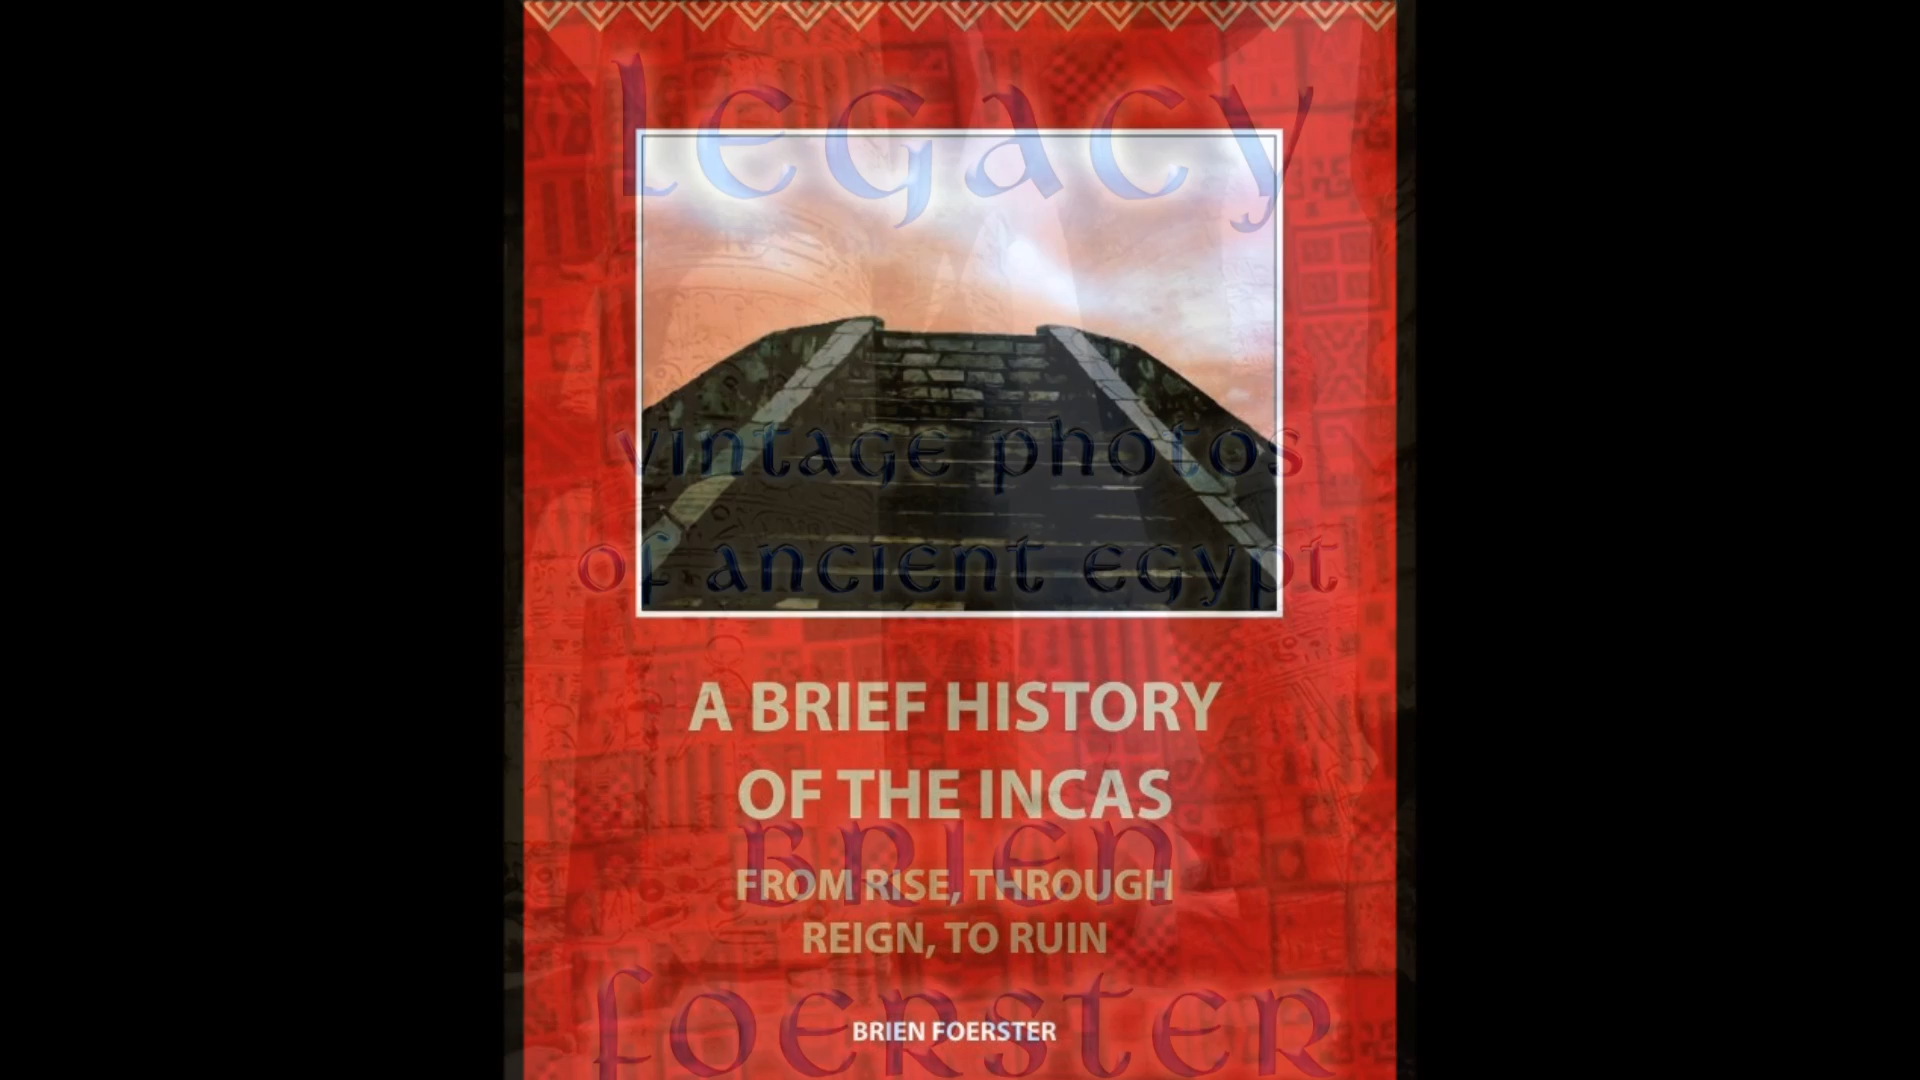 legacy
vintage photos
of ancient egypt
A BRIEF HISTORY
OF THE INCAS
BRIEN
FROM RISE, THROUGH
REIGN, TO RUIN
foerster
BRIEN FOERSTER